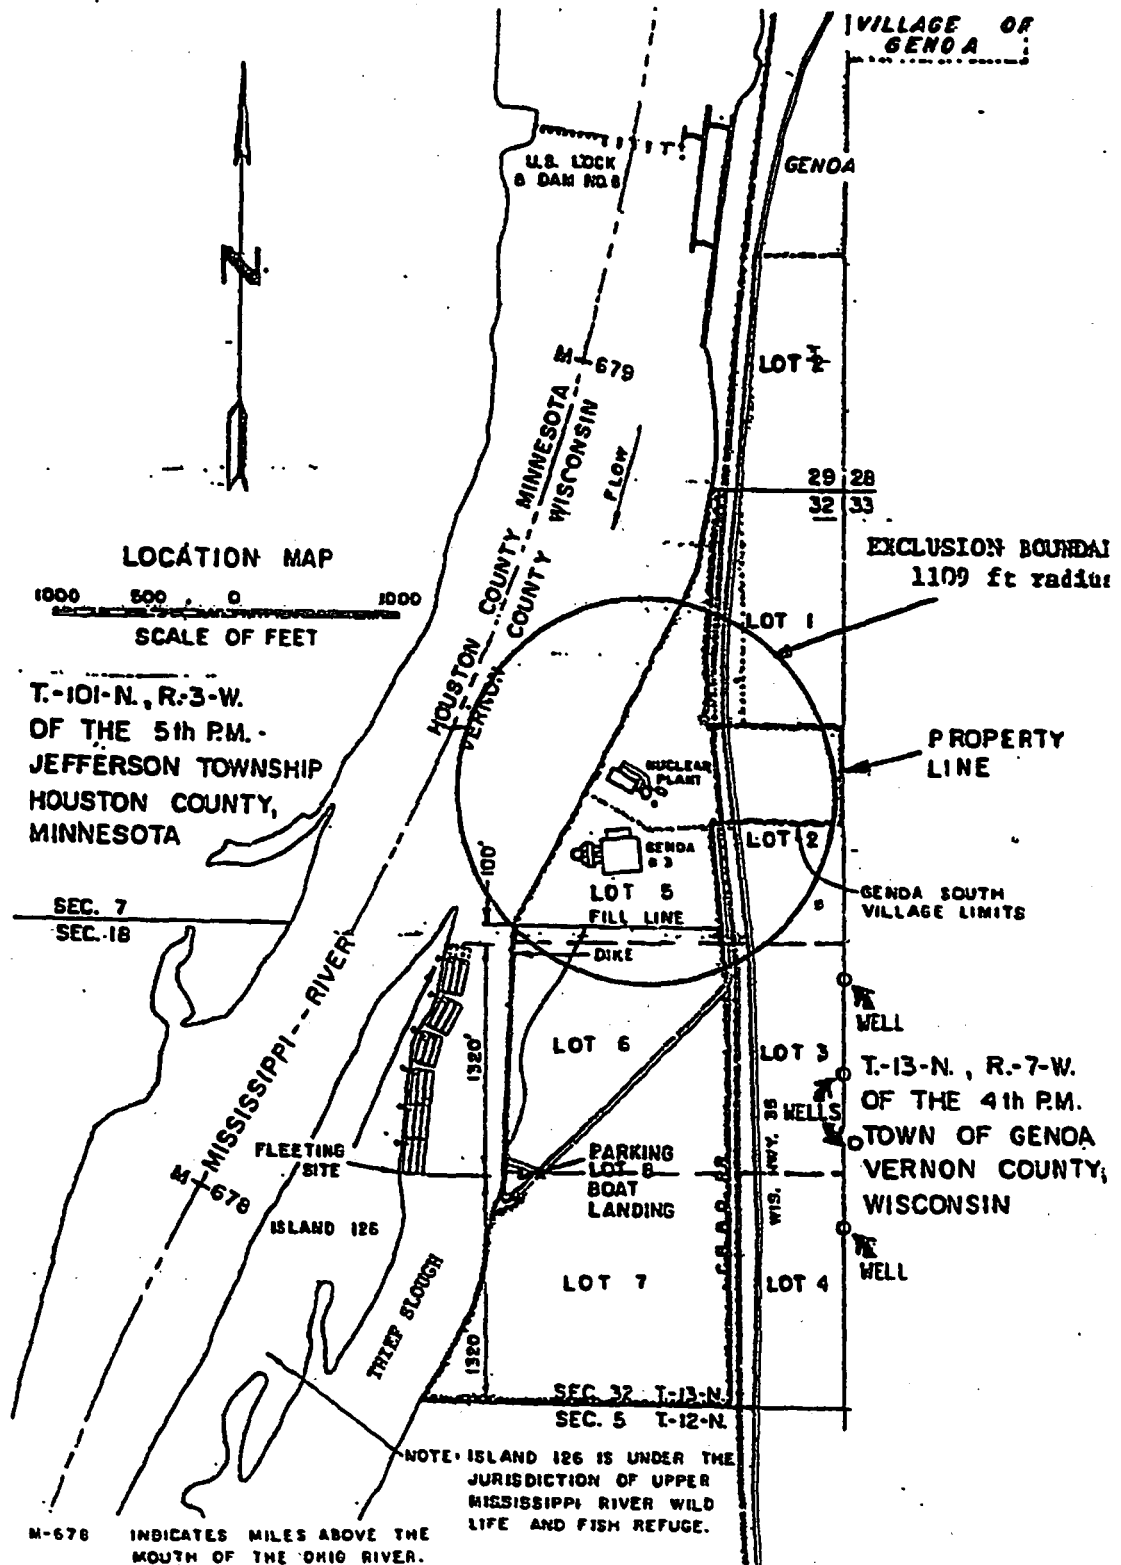 VILLAGE OF
GENOA
U.S. LOCK
& DAM NO.8
GENOA
N
M 679
LOT
HOUSTON COUNTY MINNESOTA
VERNON COUNTY WISCONSIN
FLOW
29 28
32 33
LOCATION MAP
1000 500 0 1000
SCALE OF FEET
EXCLUSION BOUNDAI
1109 ft radius
LOT 1
T.-101-N., R.-3-W.
OF THE 5th P.M.-
JEFFERSON TOWNSHIP
HOUSTON COUNTY,
MINNESOTA
PROPERTY
LINE
NUCLEAR
PLANT
LOT 2
GENOA
# 3
LOT 5
100'
FILL LINE
GENOA SOUTH
VILLAGE LIMITS
SEC. 7
SEC. 18
DIKE
MISSISSIPPI--RIVER
WELL
LOT 6
1320'
LOT 3
T.-13-N., R.-7-W.
OF THE 4th P.M.
TOWN OF GENOA
VERNON COUNTY,
WISCONSIN
WELLS
WIS. HWY. 35
FLEETING
SITE
PARKING
LOT &
BOAT
LANDING
C B & Q R R
M 678
ISLAND 126
WELL
LOT 7
LOT 4
THIEF SLOUGH
1320'
SEC. 32 T.-13-N.
SEC. 5 T.-12-N.
NOTE: ISLAND 126 IS UNDER THE
JURISDICTION OF UPPER
MISSISSIPPI RIVER WILD
LIFE AND FISH REFUGE.
M-678 INDICATES MILES ABOVE THE
MOUTH OF THE OHIO RIVER.